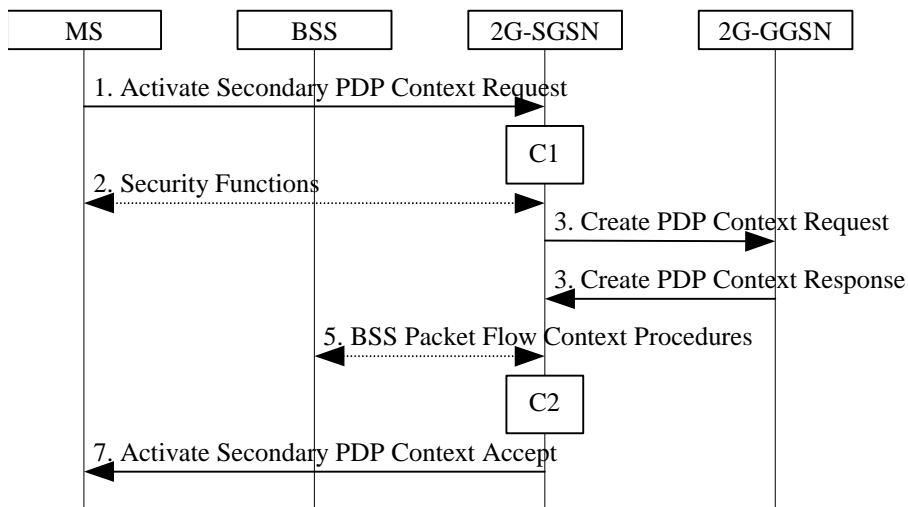 MS
BSS
2G-SGSN
2G-GGSN
1. Activate Secondary PDP Context Request
C1
2. Security Functions
3. Create PDP Context Request
3. Create PDP Context Response
5. BSS Packet Flow Context Procedures
C2
7. Activate Secondary PDP Context Accept